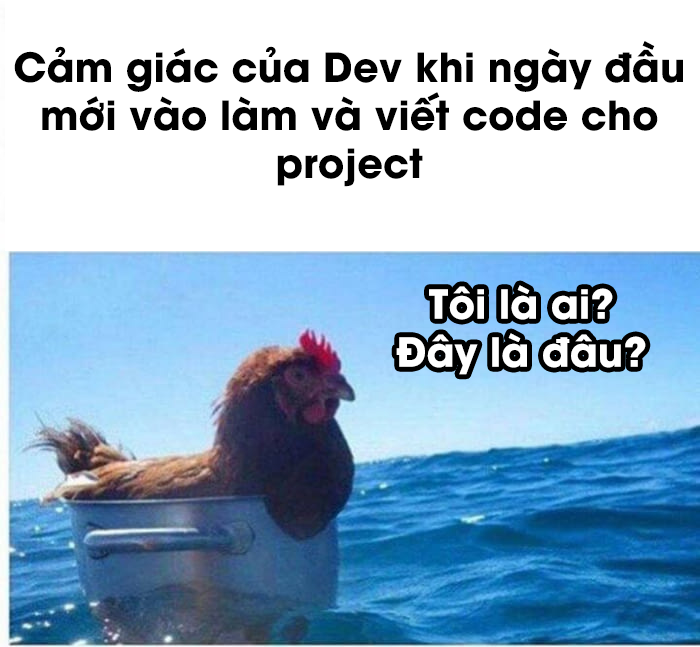 Cảm giác của Dev khi ngày đầu
mới vào làm và viết code cho
project
Tôi là ai?
Đây là đâu?